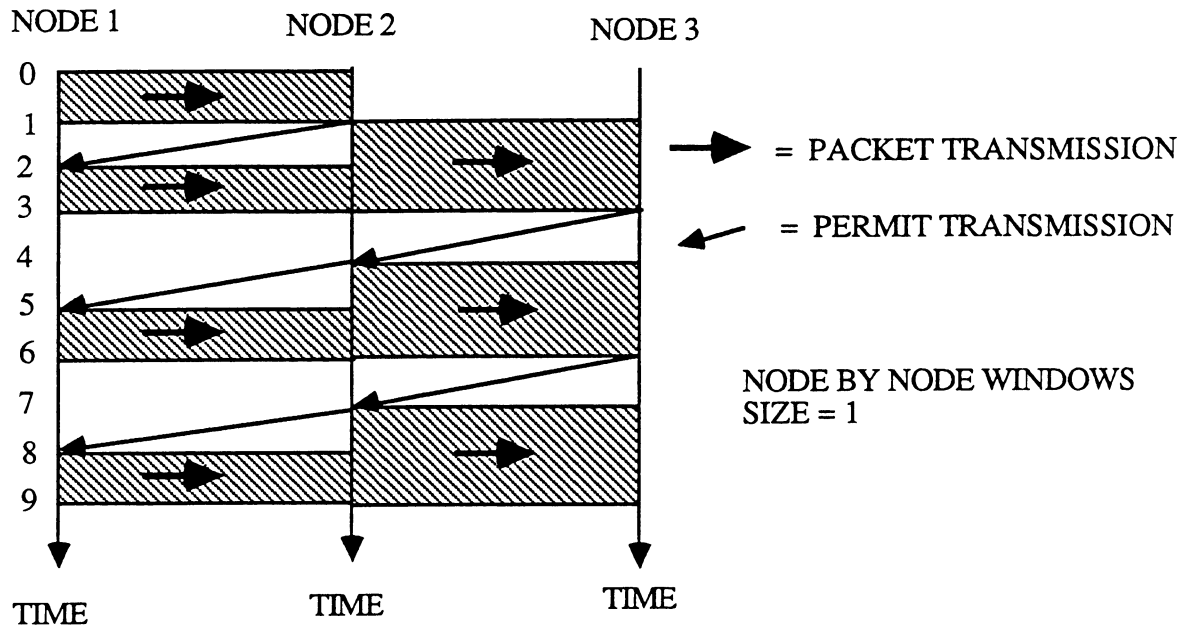 NODE 1
NODE 2
NODE 3
0
1
2
3
4
5
6
7
8
9
= PACKET TRANSMISSION
= PERMIT TRANSMISSION
NODE BY NODE WINDOWS
SIZE = 1
TIME
TIME
TIME